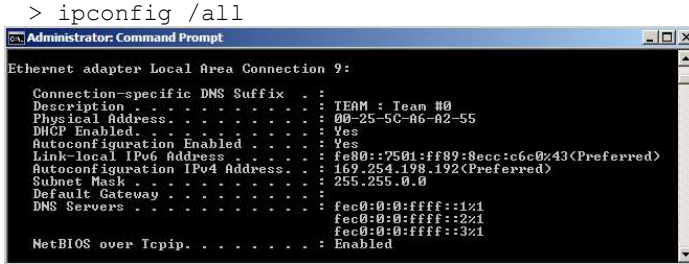 > ipconfig /all
Administrator: Command Prompt
Ethernet adapter Local Area Connection 9:
Connection-specific DNS Suffix . :
Description . . . . . . . . . . . : TEAM : Team #0
Physical Address. . . . . . . . . : 00-25-5C-A6-A2-55
DHCP Enabled. . . . . . . . . . . : Yes
Autoconfiguration Enabled . . . . : Yes
Link-local IPv6 Address . . . . . : fe80::7501:ff89:8ecc:c6c0%43(Preferred)
Autoconfiguration IPv4 Address. . : 169.254.198.192(Preferred)
Subnet Mask . . . . . . . . . . . : 255.255.0.0
Default Gateway . . . . . . . . . :
DNS Servers . . . . . . . . . . . : fec0:0:0:ffff::1%1
fec0:0:0:ffff::2%1
fec0:0:0:ffff::3%1
NetBIOS over Tcpip. . . . . . . . : Enabled